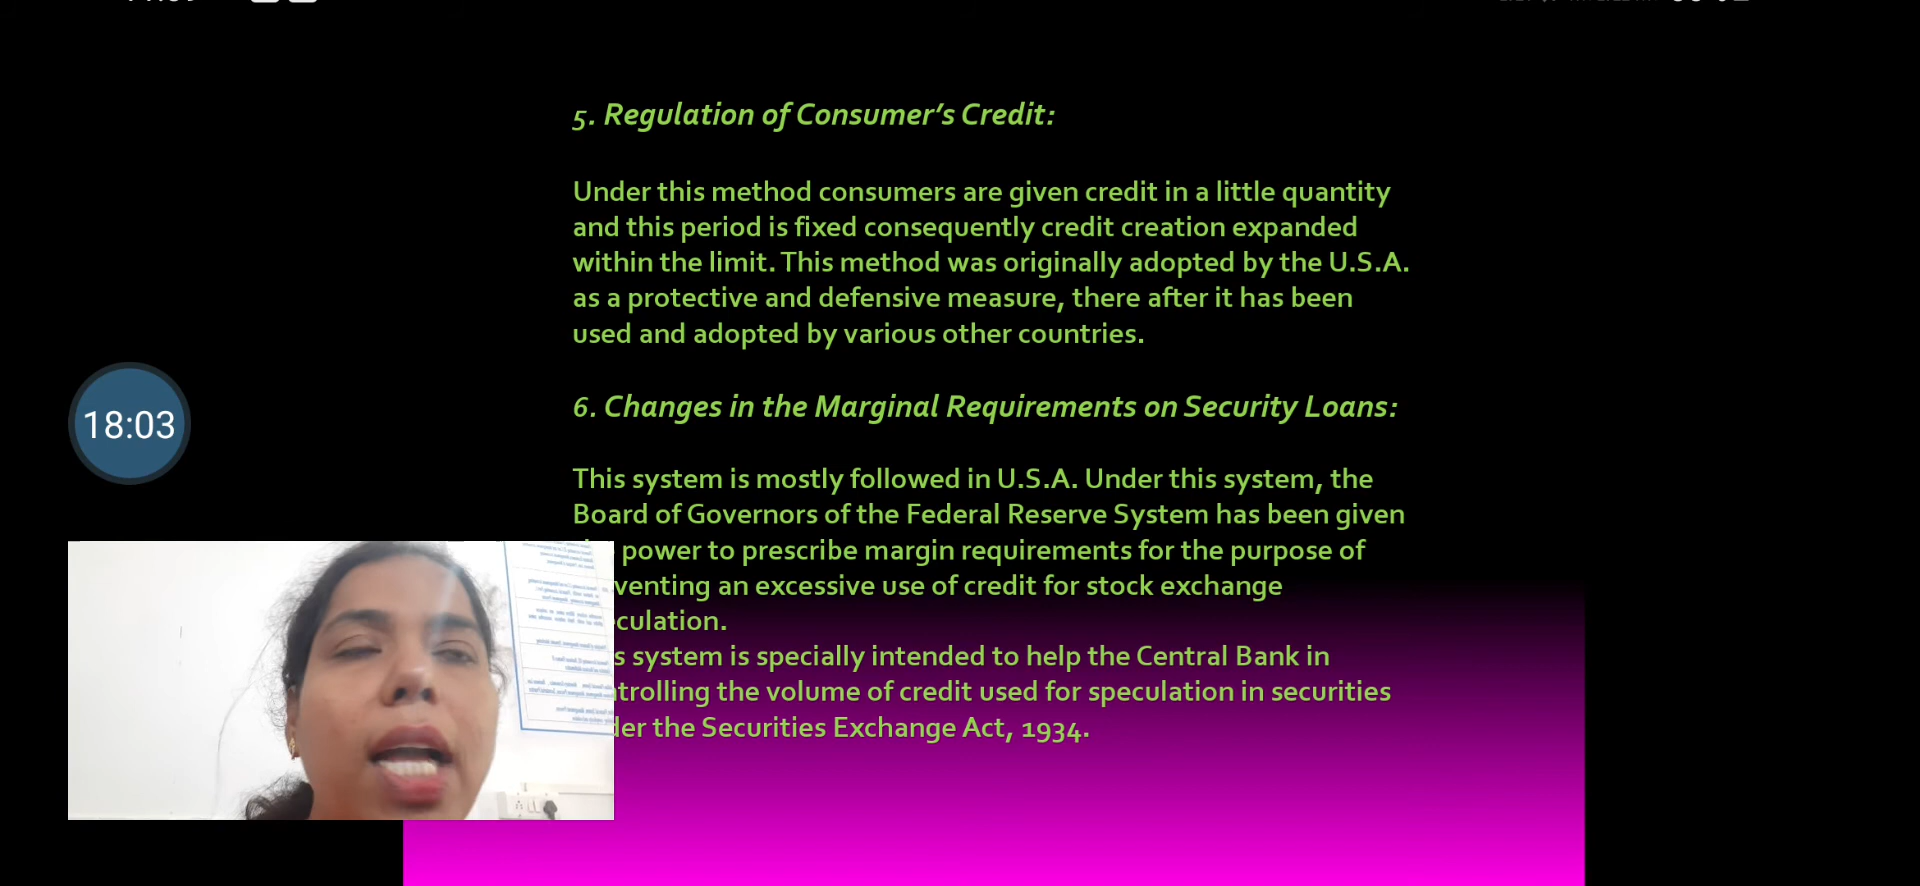 5. Regulation of Consumer's Credit:
Under this method consumers are given credit in a little quantity
and this period is fixed consequently credit creation expanded
within the limit. This method was originally adopted by the U.S.A.
as a protective and defensive measure, there after it has been
used and adopted by various other countries.
6. Changes in the Marginal Requirements on Security Loans:
This system is mostly followed in U.S.A. Under this system, the
Board of Governors of the Federal Reserve System has been given
power to prescribe margin requirements for the purpose of
venting an excessive use of credit for stock exchange
culation.
s system is specially intended to help the Central Bank in
trolling the volume of credit used for speculation in securities
der the Securities Exchange Act, 1934.
18:03